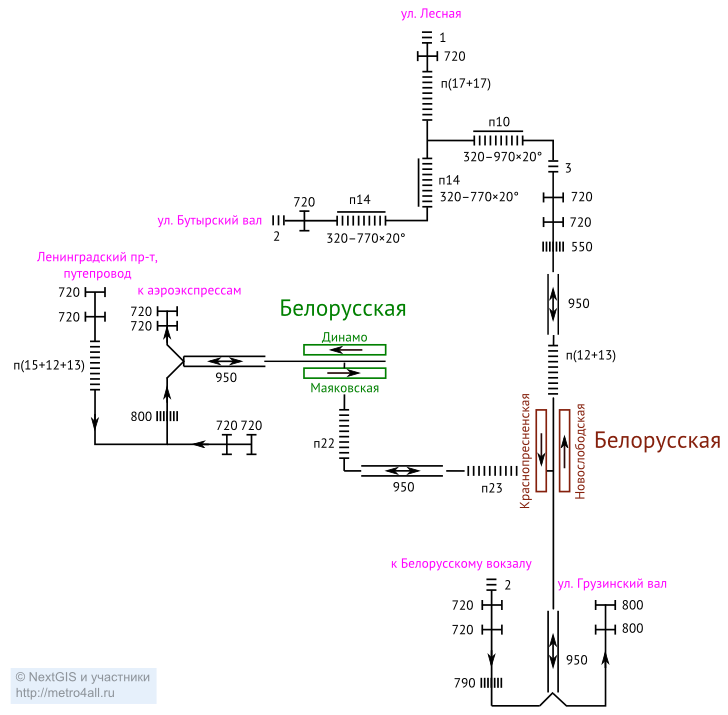 ул. Лесная
1
720
п(17+17)
п10
320–970×20°
3
п14
320–770×20°
720
ул. Бутырский вал
720
п14
2
320–770×20°
720
550
Ленинградский пр-т,
путепровод
к аэроэкспрессам
720
720
720
720
Белорусская
950
Динамо
п(12+13)
п(15+12+13)
950
Маяковская
800
720 720
п22
Краснопресненская
Новослободская
Белорусская
950
п23
к Белорусскому вокзалу
ул. Грузинский вал
2
720
800
720
800
950
790
© NextGIS и участники
http://metro4all.ru